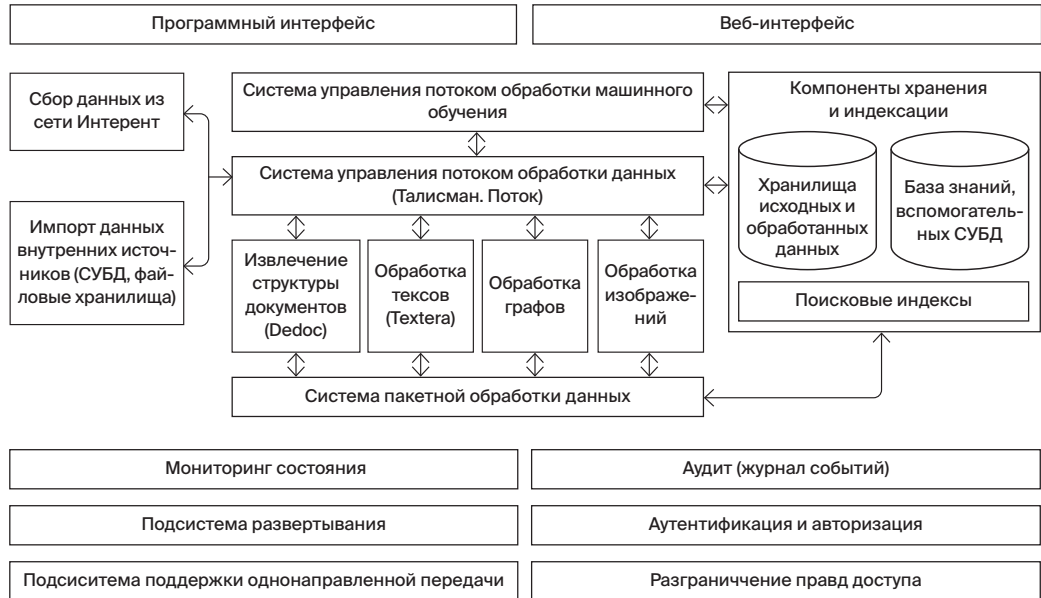 Программный интерфейс
Веб-интерфейс
Сбор данных из
сети Интерент
Система управления потоком обработки машинного
обучения
Компоненты хранения
и индексации
Система управления потоком обработки данных
(Талисман. Поток)
Хранилища
исходных и
обработанных
данных
База знаний,
вспомогатель-
ных СУБД
Импорт данных
внутренних источ-
ников (СУБД, фай-
ловые хранилища)
Извлечение
структуры
документов
(Dedoc)
Обработка
тексов
(Textera)
Обработка
графов
Обработка
изображе-
ний
Поисковые индексы
Система пакетной обработки данных
Мониторинг состояния
Аудит (журнал событий)
Подсистема развертывания
Аутентификация и авторизация
Подсиситема поддержки однонаправленной передачи
Разграниччение правд доступа